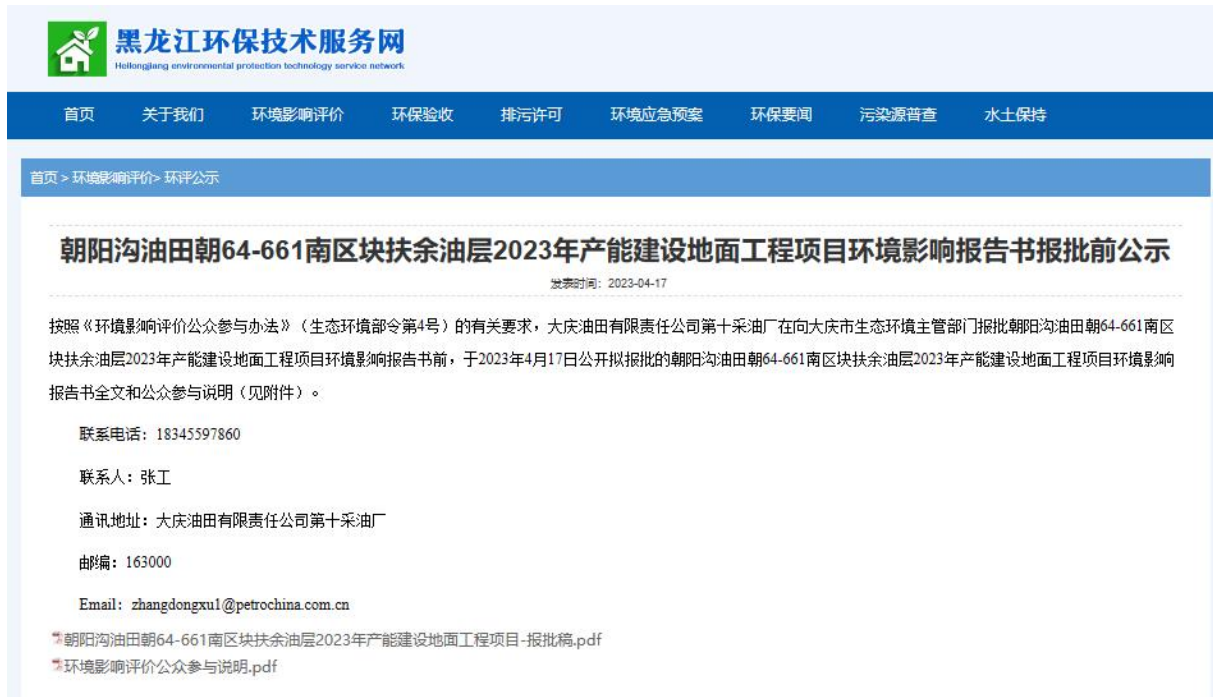 黑龙江环保技术服务网
Heilongjiang environmental protection technology service network
首页 关于我们 环境影响评价 环保验收 排污许可 环境应急预案 环保要闻 污染源普查 水土保持
首页 > 环境影响评价> 环评公示
朝阳沟油田朝64-661南区块扶余油层2023年产能建设地面工程项目环境影响报告书报批前公示
发表时间：2023-04-17
按照《环境影响评价公众参与办法》（生态环境部令第4号）的有关要求，大庆油田有限责任公司第十采油厂在向大庆市生态环境主管部门报批朝阳沟油田朝64-661南区
块扶余油层2023年产能建设地面工程项目环境影响报告书前，于2023年4月17日公开拟报批的朝阳沟油田朝64-661南区块扶余油层2023年产能建设地面工程项目环境影响
报告书全文和公众参与说明（见附件）。
联系电话：18345597860
联系人：张工
通讯地址：大庆油田有限责任公司第十采油厂
邮编：163000
Email：zhangdongxu1@petrochina.com.cn
朝阳沟油田朝64-661南区块扶余油层2023年产能建设地面工程项目-报批稿.pdf
环境影响评价公众参与说明.pdf